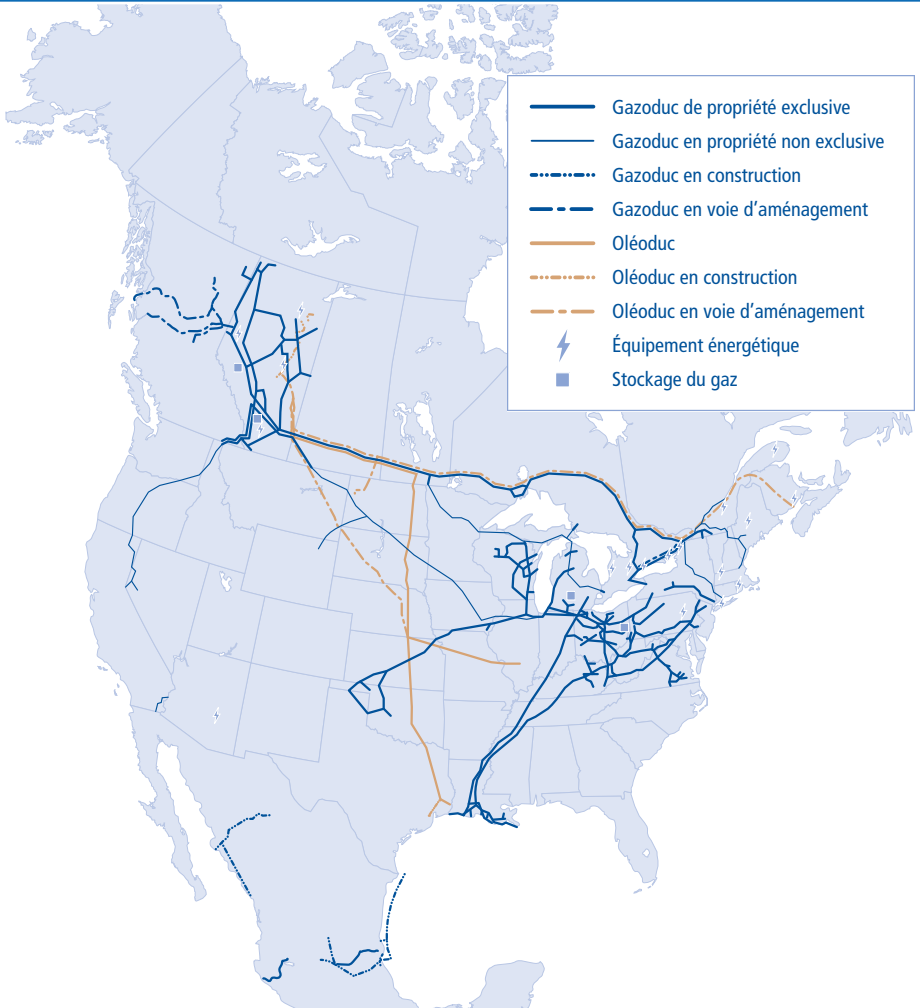 Gazoduc de propriété exclusive
Gazoduc en propriété non exclusive
Gazoduc en construction
Gazoduc en voie d’aménagement
Oléoduc
Oléoduc en construction
Oléoduc en voie d’aménagement
Équipement énergétique
Stockage du gaz